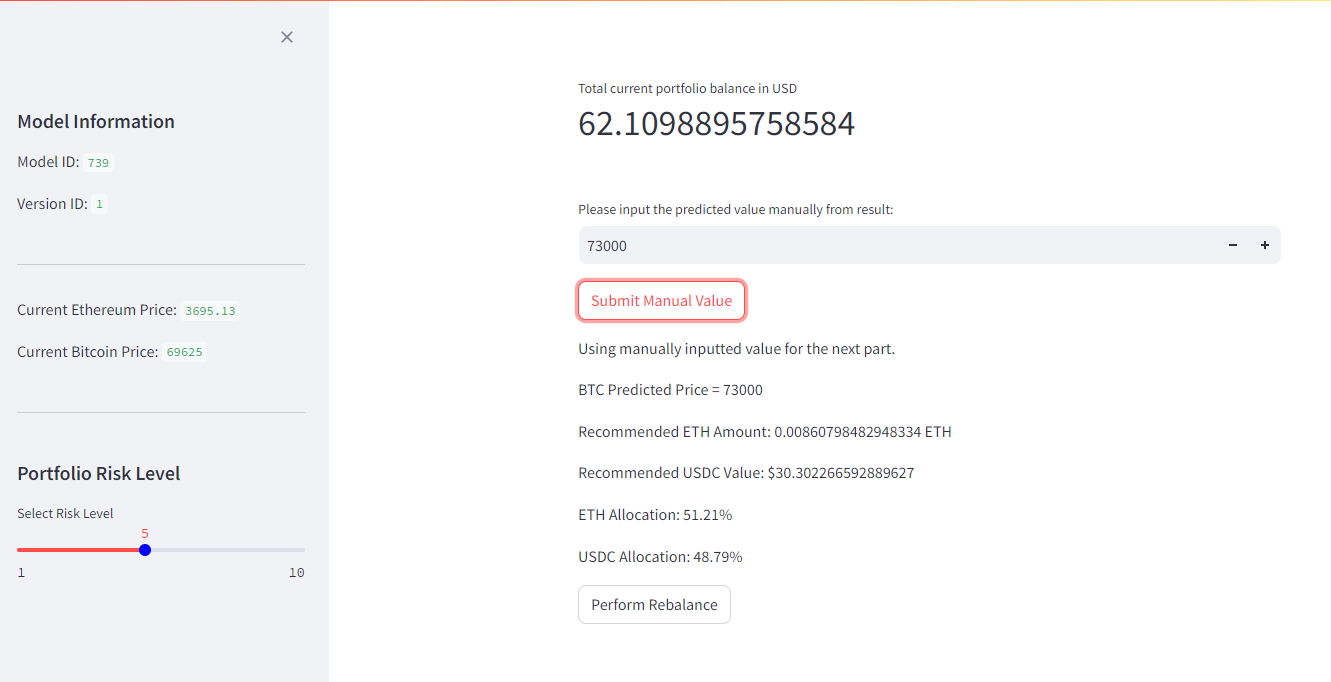 Model Information
Model ID: 739
Version ID: 1
Current Ethereum Price: 3695.13
Current Bitcoin Price: 69625
Portfolio Risk Level
Select Risk Level
5
1 10
Total current portfolio balance in USD
62.1098895758584
Please input the predicted value manually from result:
73000
Submit Manual Value
Using manually inputted value for the next part.
BTC Predicted Price = 73000
Recommended ETH Amount: 0.00860798482948334 ETH
Recommended USDC Value: $30.302266592889627
ETH Allocation: 51.21%
USDC Allocation: 48.79%
Perform Rebalance